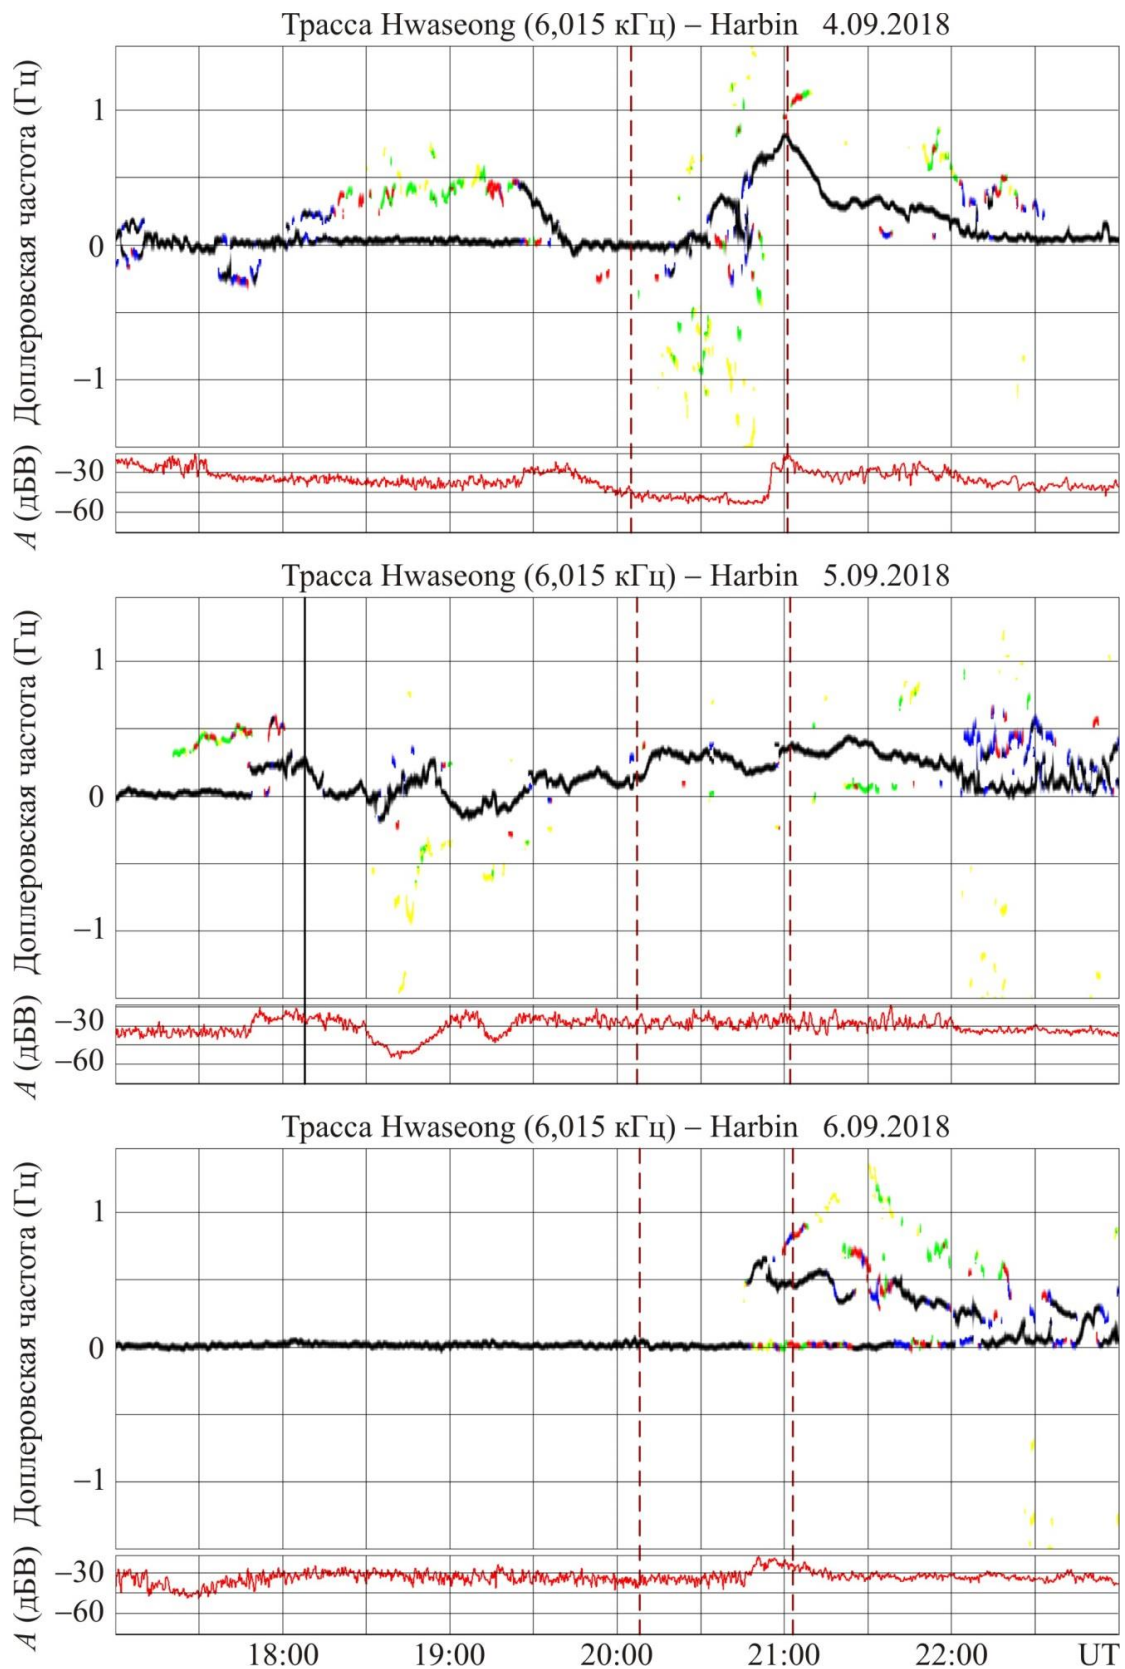 Трасса Hwaseong (6,015 кГц) – Harbin 4.09.2018
Доплеровская частота (Гц)
1
0
–1
A (дБВ)
–30
–60
Трасса Hwaseong (6,015 кГц) – Harbin 5.09.2018
Доплеровская частота (Гц)
1
0
–1
A (дБВ)
–30
–60
Трасса Hwaseong (6,015 кГц) – Harbin 6.09.2018
Доплеровская частота (Гц)
1
0
–1
A (дБВ)
–30
–60
18:00 19:00 20:00 21:00 22:00 UT